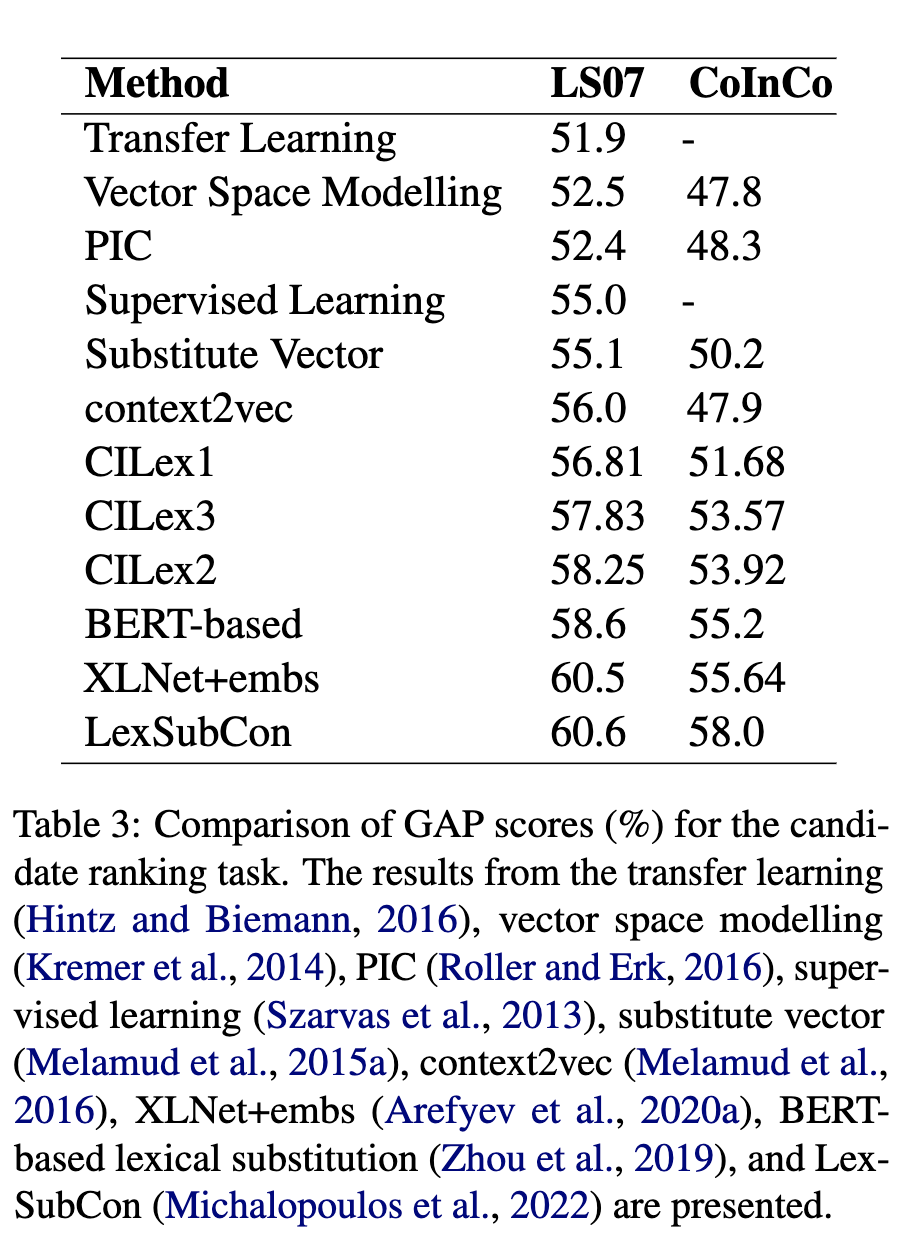 Method LS07 CoInCo
Transfer Learning 51.9 -
Vector Space Modelling 52.5 47.8
PIC 52.4 48.3
Supervised Learning 55.0 -
Substitute Vector 55.1 50.2
context2vec 56.0 47.9
CILex1 56.81 51.68
CILex3 57.83 53.57
CILex2 58.25 53.92
BERT-based 58.6 55.2
XLNet+embs 60.5 55.64
LexSubCon 60.6 58.0
Table 3: Comparison of GAP scores (%) for the candi-
date ranking task. The results from the transfer learning
(Hintz and Biemann, 2016), vector space modelling
(Kremer et al., 2014), PIC (Roller and Erk, 2016), super-
vised learning (Szarvas et al., 2013), substitute vector
(Melamud et al., 2015a), context2vec (Melamud et al.,
2016), XLNet+embs (Arefyev et al., 2020a), BERT-
based lexical substitution (Zhou et al., 2019), and Lex-
SubCon (Michalopoulos et al., 2022) are presented.